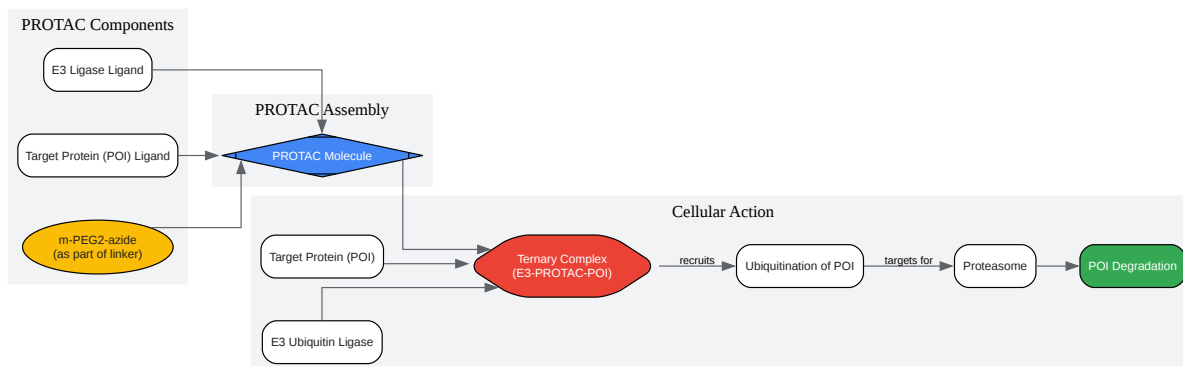 PROTAC Components
E3 Ligase Ligand
PROTAC Assembly
Target Protein (POI) Ligand
PROTAC Molecule
m-PEG2-azide
(as part of linker)
Cellular Action
Target Protein (POI)
Ternary Complex
(E3-PROTAC-POI)
recruits
Ubiquitination of POI
targets for
Proteasome
POI Degradation
E3 Ubiquitin Ligase